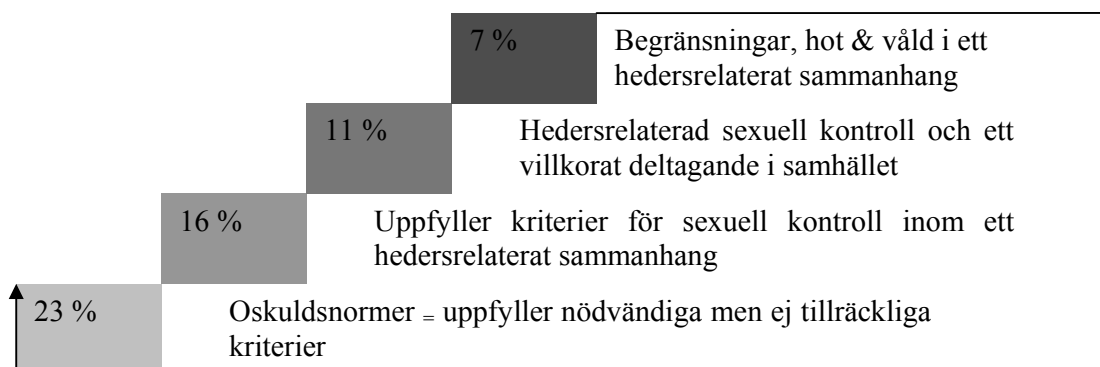 7 % Begränsningar, hot & våld i ett
hedersrelaterat sammanhang
11 % Hedersrelaterad sexuell kontroll och ett
villkorat deltagande i samhället
16 % Uppfyller kriterier för sexuell kontroll inom ett
hedersrelaterat sammanhang
23 % Oskuldsnormer = uppfyller nödvändiga men ej tillräckliga
kriterier